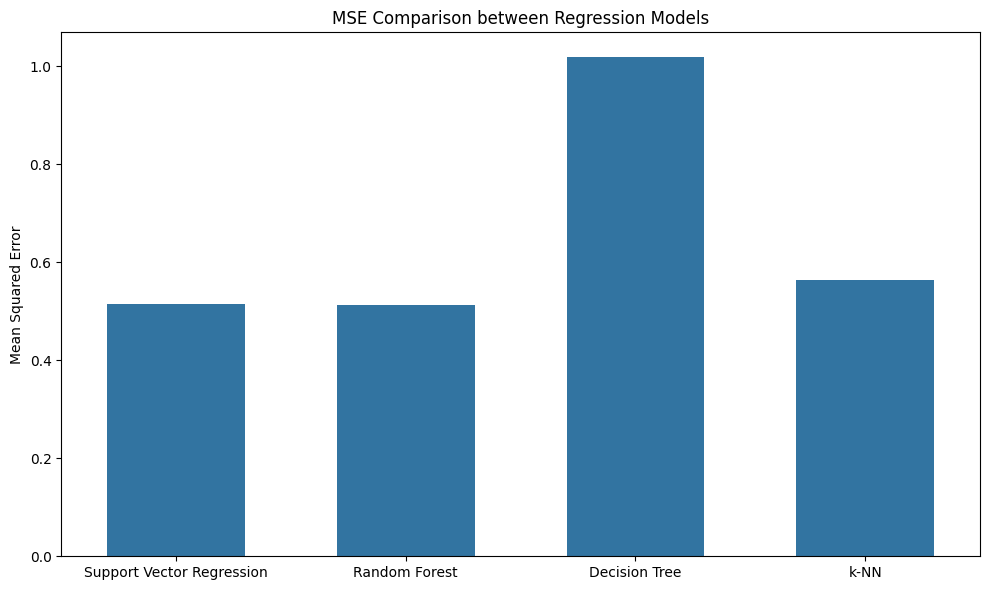 MSE Comparison between Regression Models
Mean Squared Error
1.0
0.8
0.6
0.4
0.2
0.0
Support Vector Regression
Random Forest
Decision Tree
k-NN